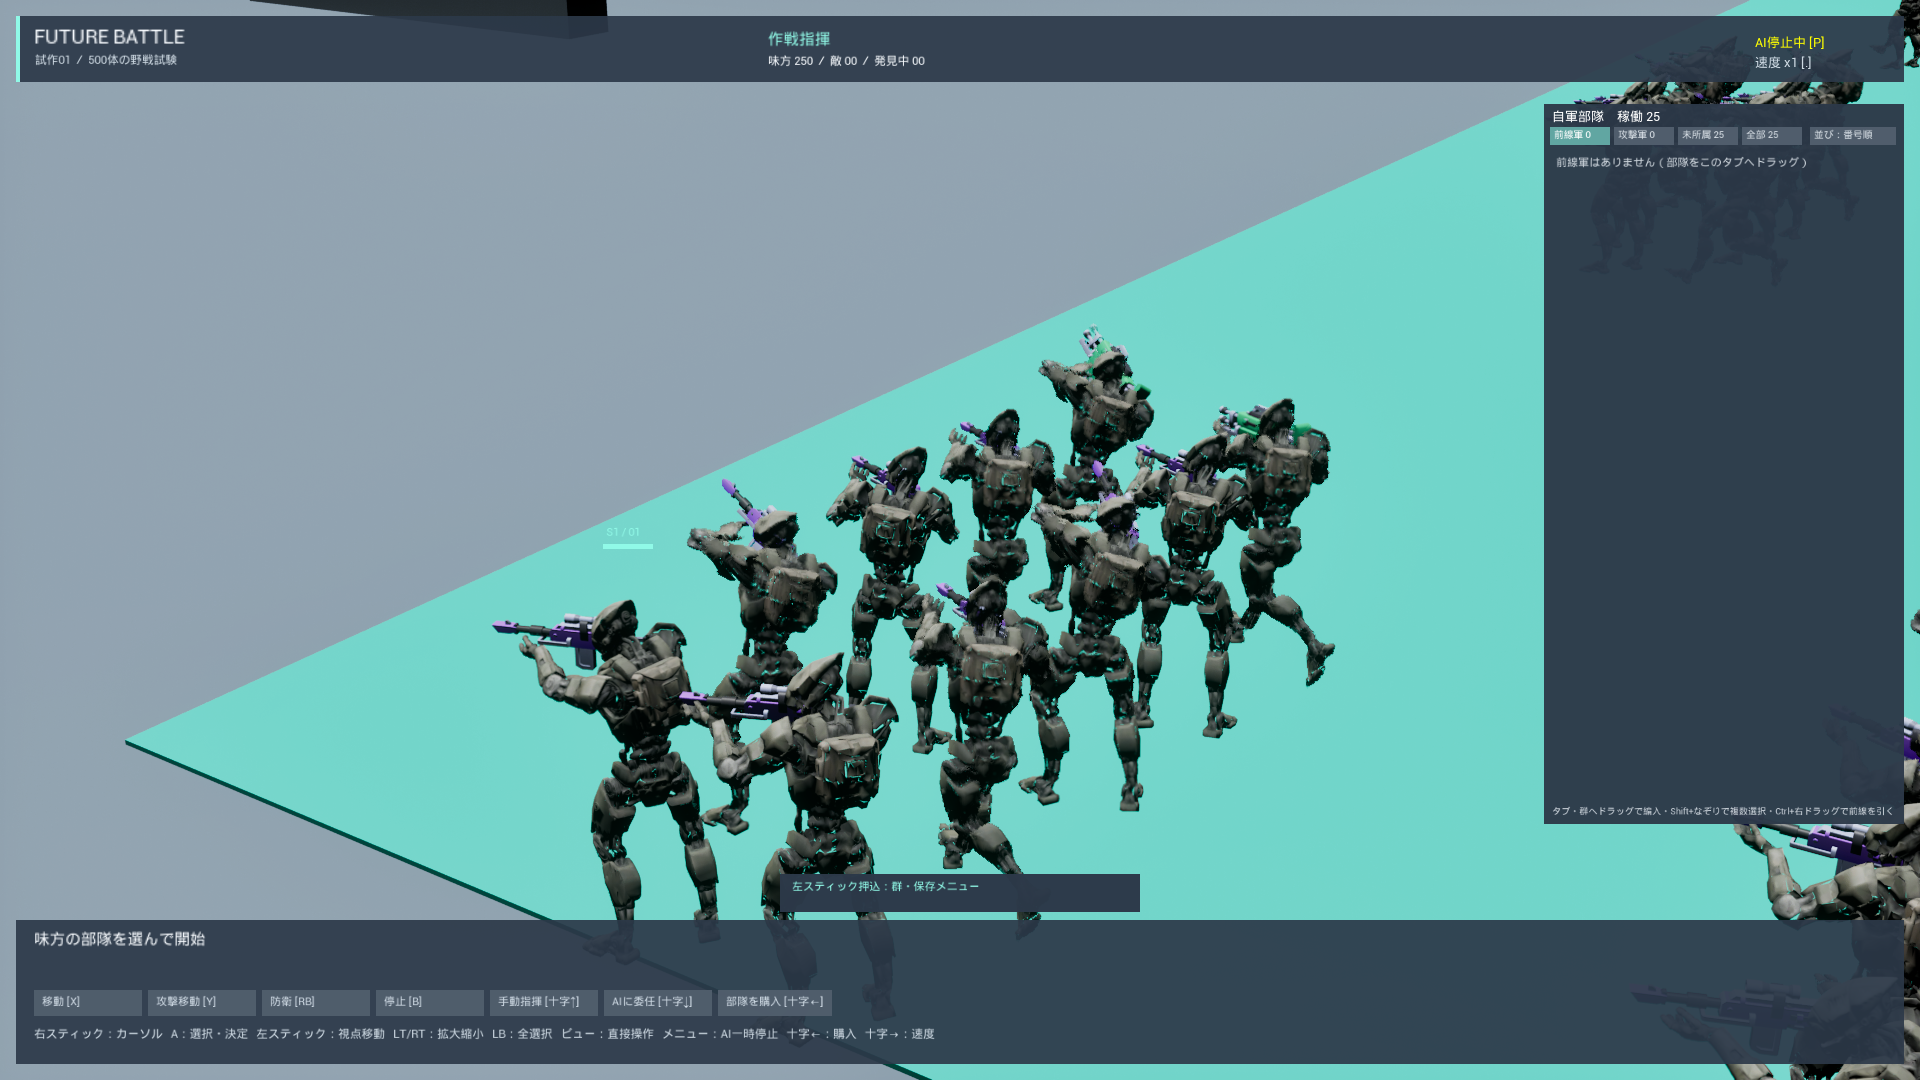 FUTURE BATTLE
試作01 / 500体の野戦試験
作戦指揮
味方 250 / 敵 00 / 発見中 00
AI停止中 [P]
速度 x1 [.]
自軍部隊 稼働 25
前線軍 0 攻撃軍 0 未所属 25 全部 25 並び：番号順
前線軍はありません ( 部隊をこのタブへドラッグ )
S1 / 01
タブ・群へドラッグで編入・Shift+なぞりで複数選択・Ctrl+右ドラッグで前線を引く
左スティック押込：群・保存メニュー
味方の部隊を選んで開始
移動 [X] 攻撃移動 [Y] 防衛 [RB] 停止 [B] 手動指揮 [十字↑] AIに委任 [十字↓] 部隊を購入 [十字←]
右スティック：カーソル A：選択・決定 左スティック：視点移動 LT/RT：拡大縮小 LB：全選択 ビュー：直接操作 メニュー：AI一時停止 十字←：購入 十字→：速度